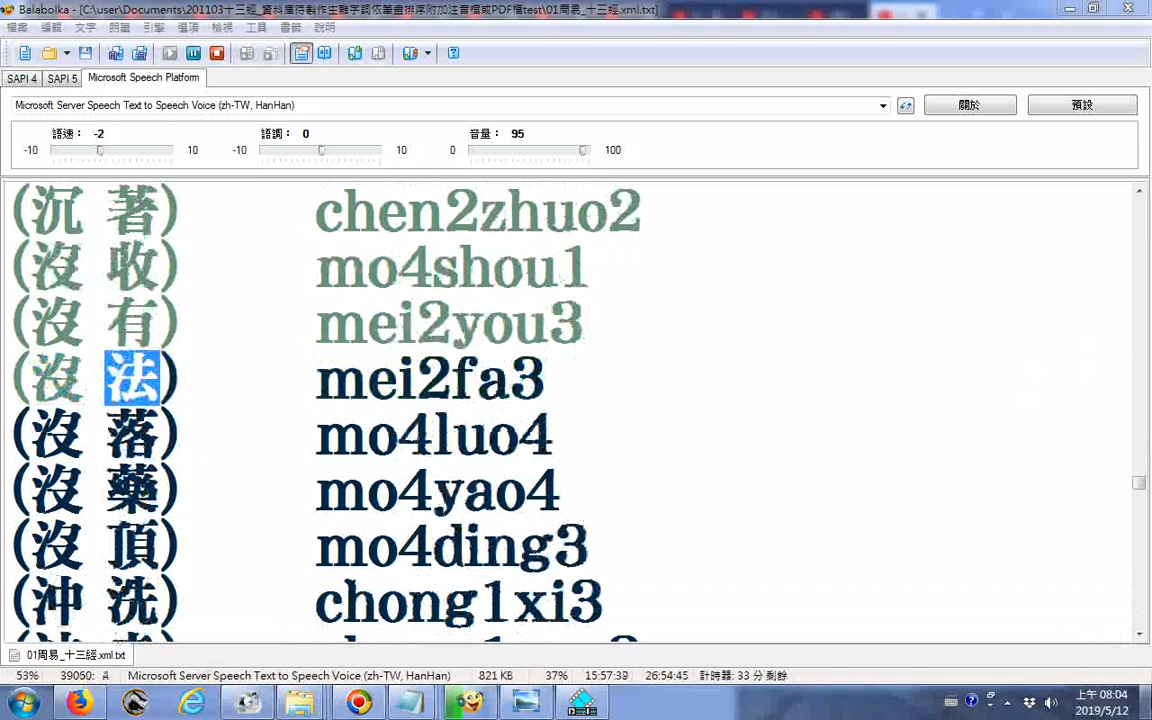 Balabolka - [C:\user\Documents\201103十三經_資料庫待製作生難字詞依筆畫排序附加注音檔或PDF檔test\01周易_十三經.xml.txt]
檔案 編輯 文字 朗讀 引擎 選項 檢視 工具 書籤 說明
SAPI 4 SAPI 5 Microsoft Speech Platform
Microsoft Server Speech Text to Speech Voice (zh-TW, HanHan) 關於 預設
語速： -2 語調： 0 音量： 95
-10 10 -10 10 0 100
(沉 著) chen2zhuo2
(沒 收) mo4shou1
(沒 有) mei2you3
(沒 法) mei2fa3
(沒 落) mo4luo4
(沒 藥) mo4yao4
(沒 頂) mo4ding3
(沖 洗) chong1xi3
01周易_十三經.xml.txt
53% 39050: Microsoft Server Speech Text to Speech Voice (zh-TW, HanHan) 821 KB 37% 15:57:39 26:54:45 計時器: 33 分 剩餘
上午 08:04
2019/5/12